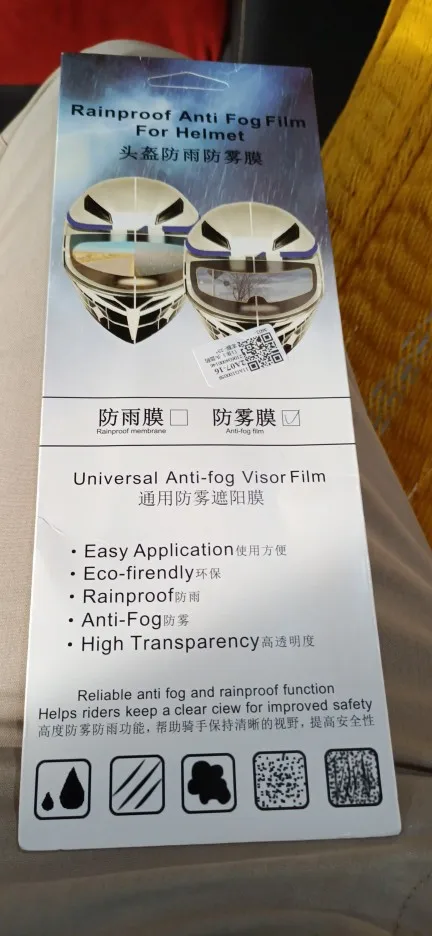 Rainproof Anti Fog Film
For Helmet
头盔防雨防雾膜
2A07-16
防雨膜 防雾膜
Rainproof membrane Anti-fog film
Universal Anti-fog Visor Film
通用防雾遮阳膜
• Easy Application使用方便
• Eco-firendly环保
• Rainproof防雨
• Anti-Fog防雾
• High Transparency高透明度
Reliable anti fog and rainproof function
Helps riders keep a clear ciew for improved safety
高度防雾防雨功能，帮助骑手保持清晰的视野，提高安全性